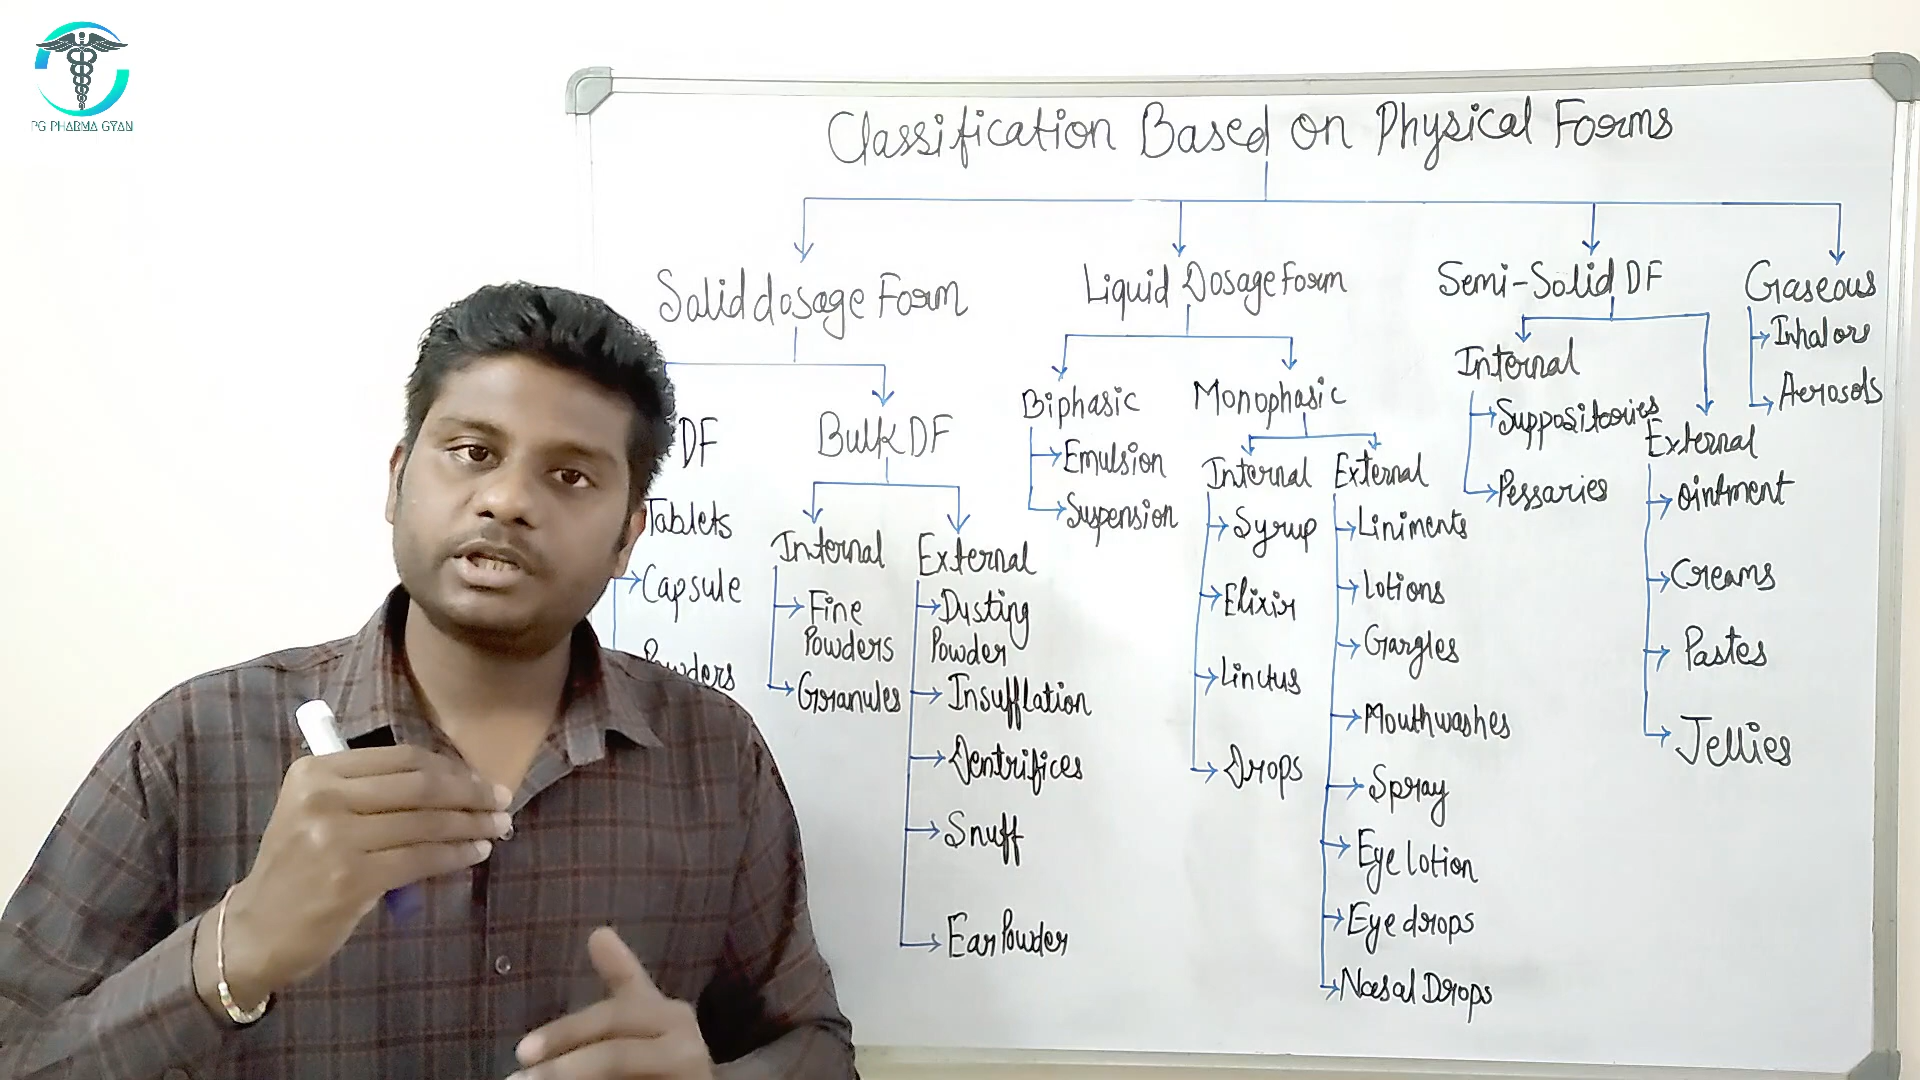 PG PHARMA GYAN
Classification Based on Physical Forms
Solid dosage Form
DF
Tablets
Capsule
Powders
Bulk DF
Internal
Fine
Powders
Granules
External
Dusting
Powder
Insufflation
Dentrifices
Snuff
Ear Powder
Liquid Dosage Form
Biphasic
Emulsion
Suspension
Monophasic
Internal
Syrup
Elixir
Linctus
Drops
External
Liniments
Lotions
Gargles
Mouthwashes
Spray
Eye lotion
Eye drops
Nasal Drops
Semi-Solid DF
Internal
Suppositories
Pessaries
External
ointment
Creams
Pastes
Jellies
Gaseous
Inhalors
Aerosols